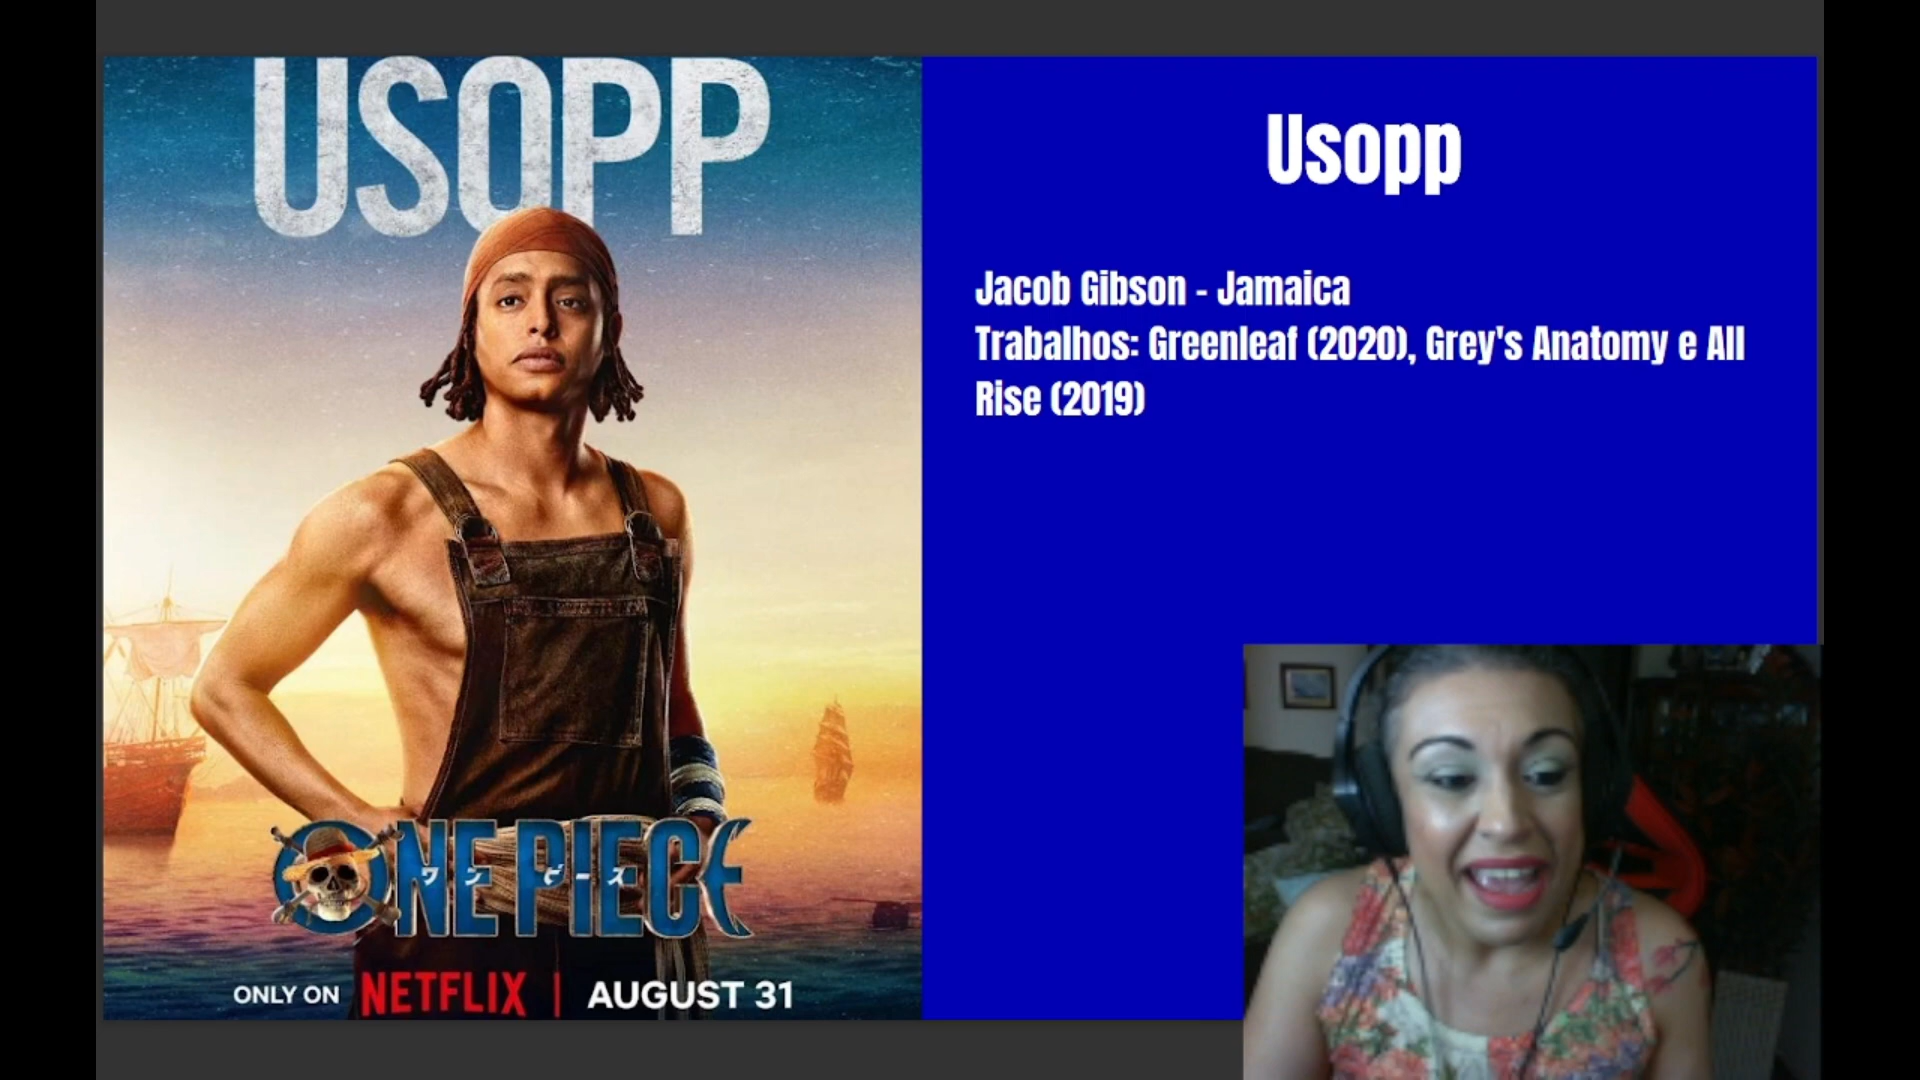 USOPP
ONE PIECE
ワンピース
ONLY ON NETFLIX | AUGUST 31
Usopp
Jacob Gibson - Jamaica
Trabalhos: Greenleaf (2020), Grey's Anatomy e All
Rise (2019)